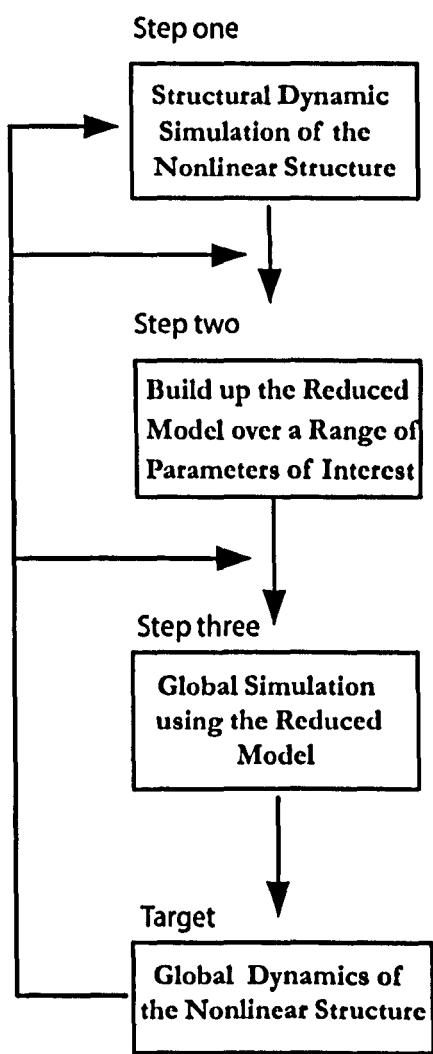 Step one
Structural Dynamic
Simulation of the
Nonlinear Structure
Step two
Build up the Reduced
Model over a Range of
Parameters of Interest
Step three
Global Simulation
using the Reduced
Model
Target
Global Dynamics of
the Nonlinear Structure